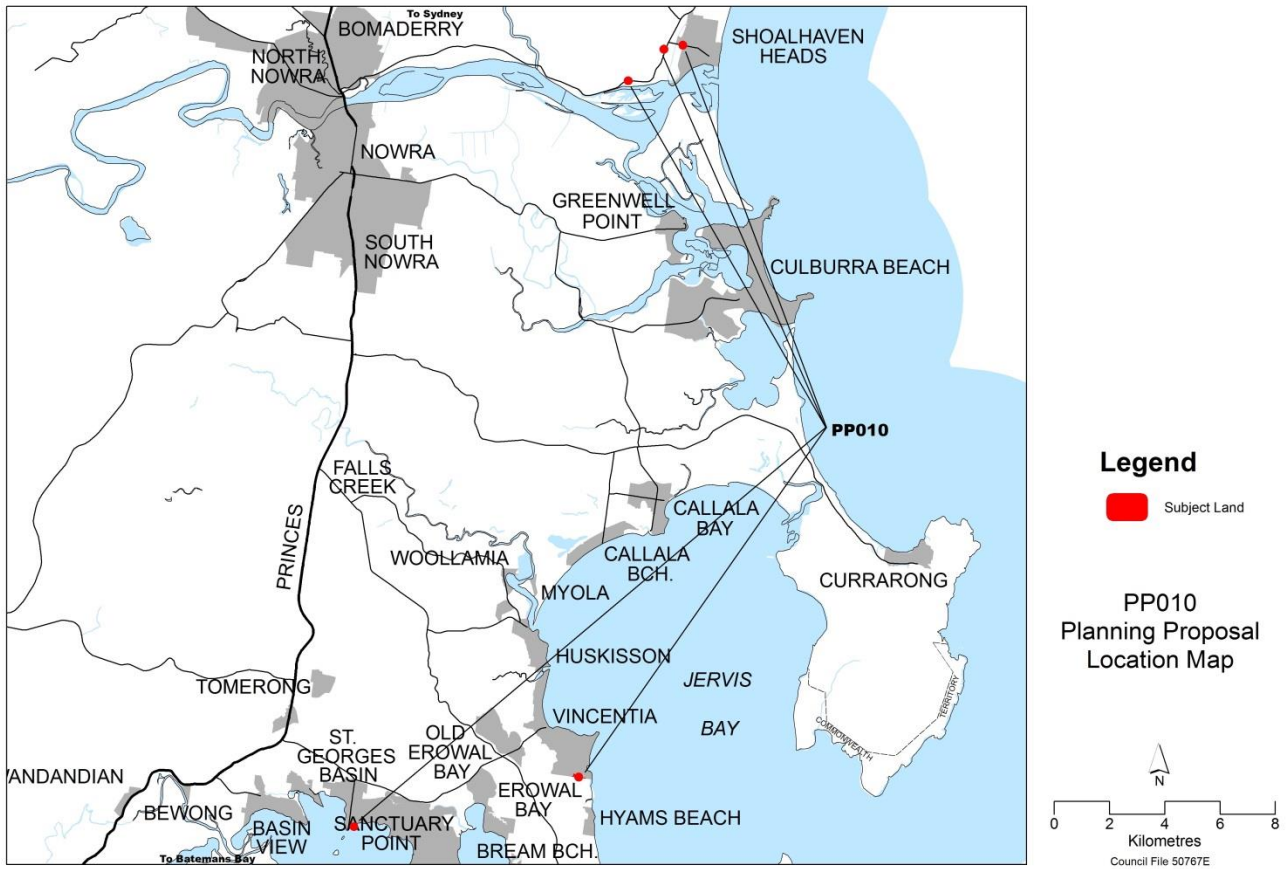 To Sydney
BOMADERRY
SHOALHAVEN
HEADS
NORTH
NOWRA
NOWRA
GREENWELL
POINT
SOUTH
NOWRA
CULBURRA BEACH
PP010
FALLS
CREEK
CALLALA
BAY
WOOLLAMIA
CALLALA
BCH.
CURRARONG
PRINCES
MYOLA
HUSKISSON
JERVIS
BAY
TOMERONG
VINCENTIA
OLD
EROWAL
BAY
ST.
GEORGES
BASIN
COMMONWEALTH
TERRITORY
VANDANDIAN
BEWONG
EROWAL
BAY
HYAMS BEACH
BASIN
VIEW
SANCTUARY
POINT
BREAM BCH.
To Batemans Bay
Legend
Subject Land
PP010
Planning Proposal
Location Map
N
0 2 4 6 8
Kilometres
Council File 50767E